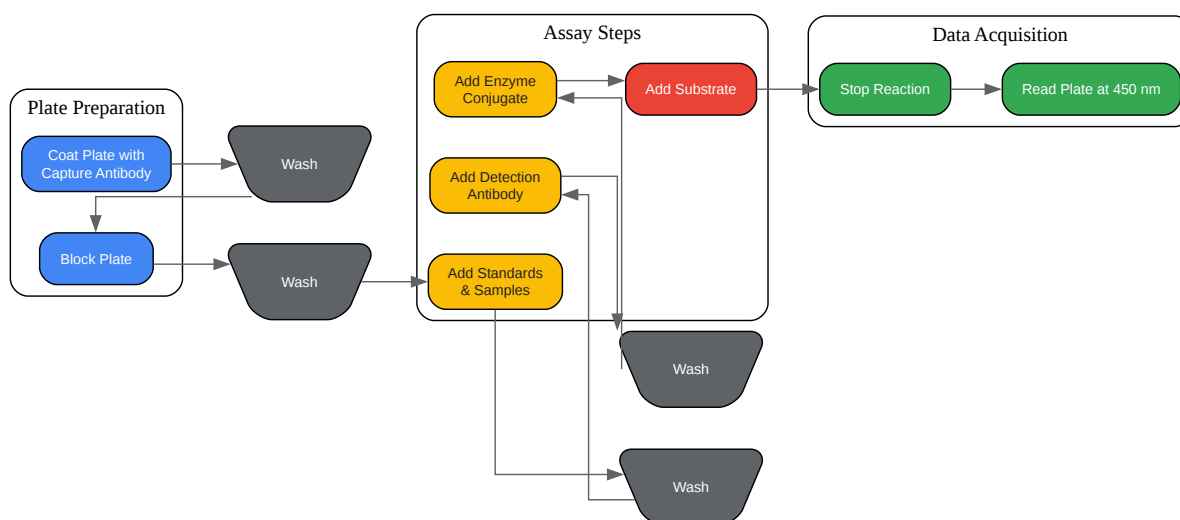 Plate Preparation
Coat Plate with
Capture Antibody
Wash
Block Plate
Wash
Assay Steps
Add Enzyme
Conjugate
Add Substrate
Add Detection
Antibody
Add Standards
& Samples
Wash
Wash
Data Acquisition
Stop Reaction
Read Plate at 450 nm